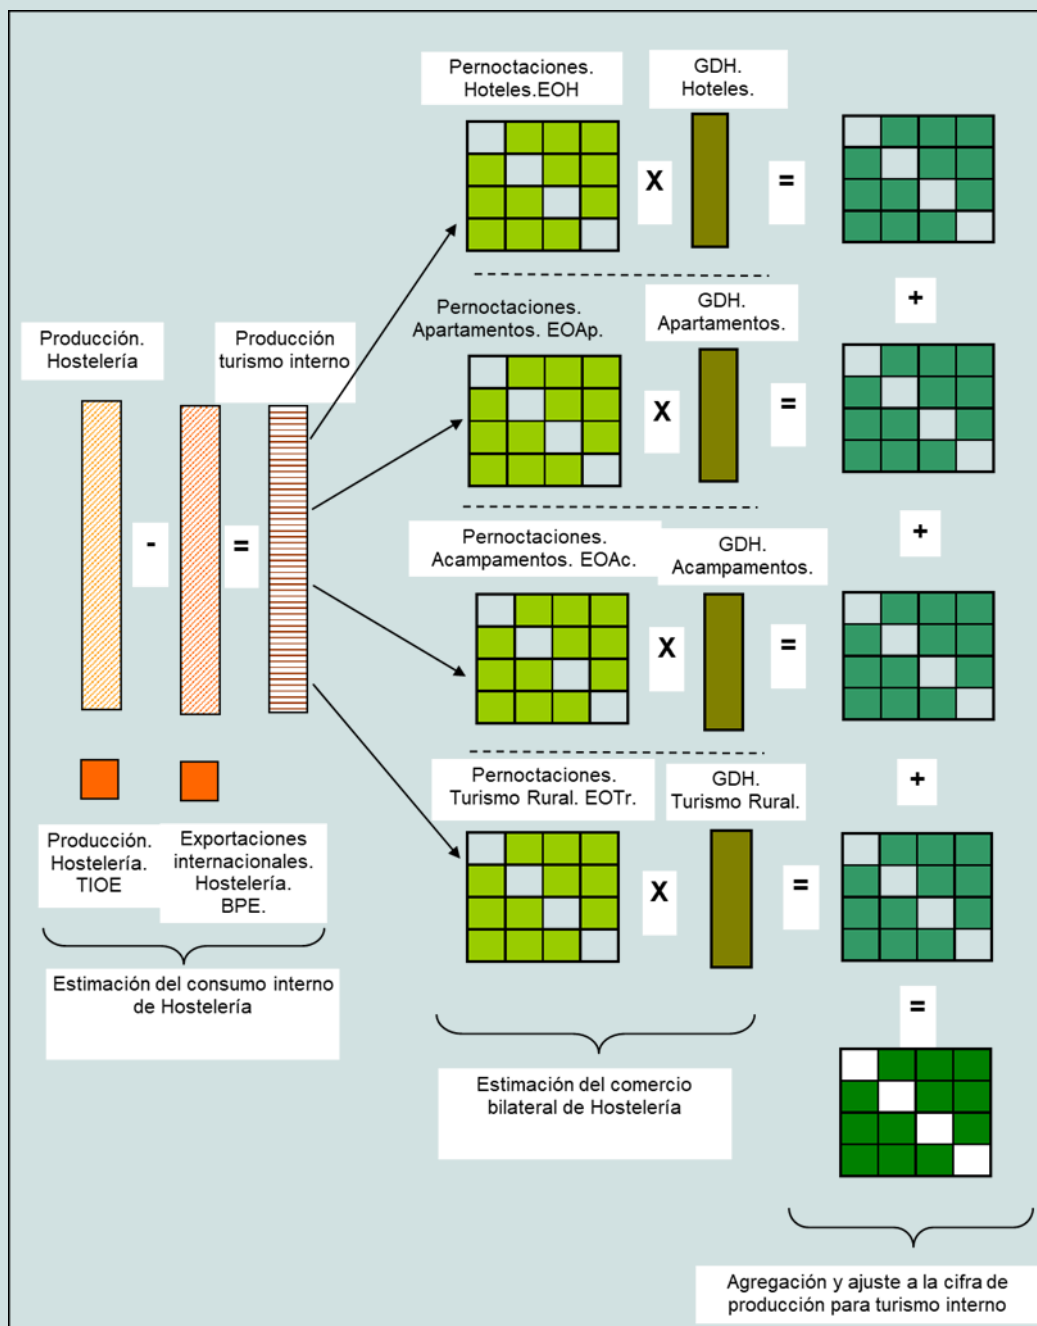 Pernoctaciones.
Hoteles.EOH
GDH.
Hoteles.
X
=
+
Pernoctaciones.
Apartamentos. EOAp.
GDH.
Apartamentos.
X
=
Producción.
Hostelería
Producción
turismo interno
-
=
+
Pernoctaciones.
Acampamentos. EOAc.
GDH.
Acampamentos.
X
=
+
Pernoctaciones.
Turismo Rural. EOTr.
GDH.
Turismo Rural.
X
=
Producción.
Hostelería.
TIOE
Exportaciones
internacionales.
Hostelería.
BPE.
Estimación del consumo interno
de Hostelería
=
Estimación del comercio
bilateral de Hostelería
Agregación y ajuste a la cifra de
producción para turismo interno